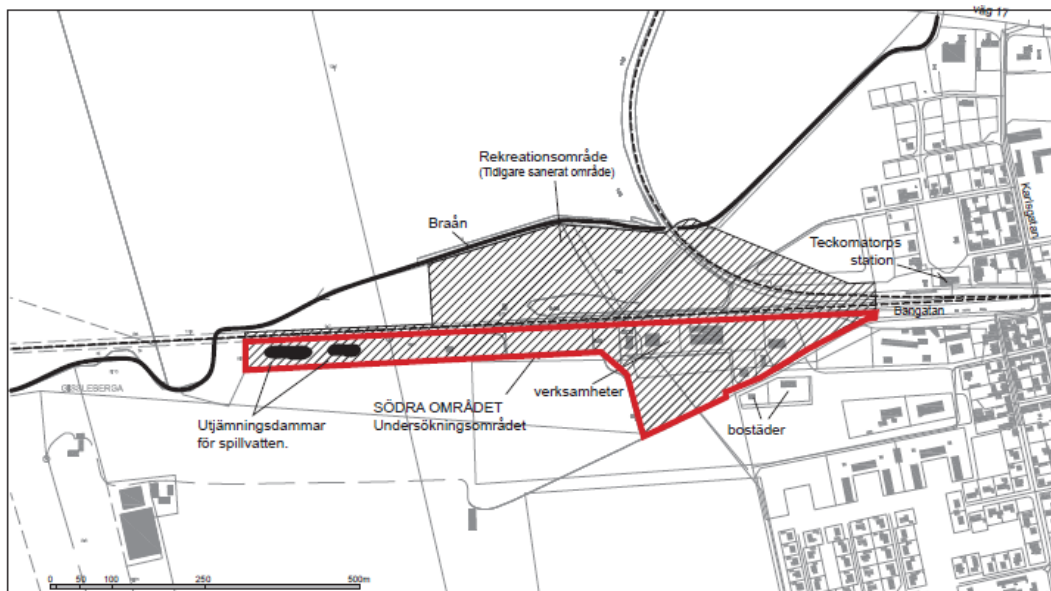 väg 17
Rekreationsområde
(Tidigare sanerat område)
Braån
Karlsgatan
Teckomatorps
station
Bangatan
GISSLEBERGA
verksamheter
SÖDRA OMRÅDET
Undersökningsområdet
Utjämningsdammar
för spillvatten.
bostäder
0 50 100 250 500m